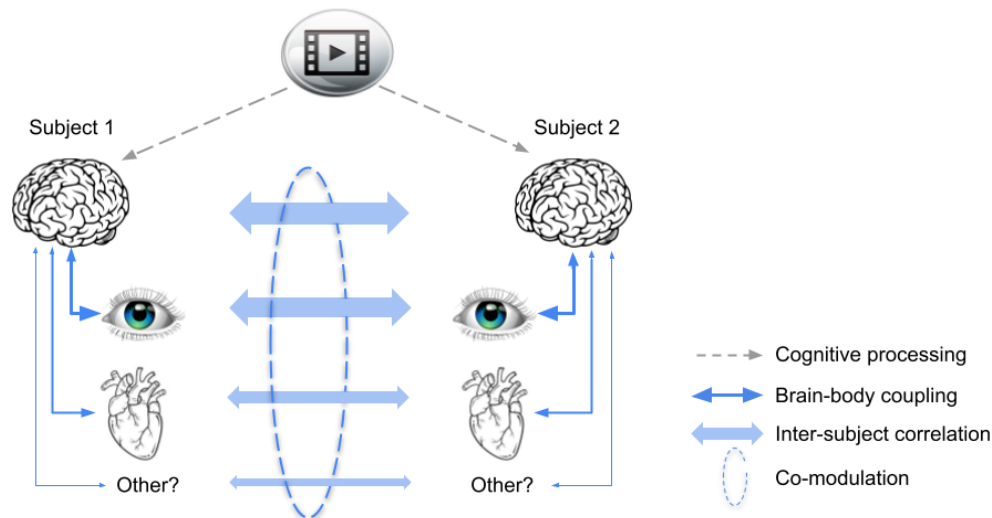 Subject 1
Subject 2
Cognitive processing
Brain-body coupling
Inter-subject correlation
Other?
Other?
Co-modulation